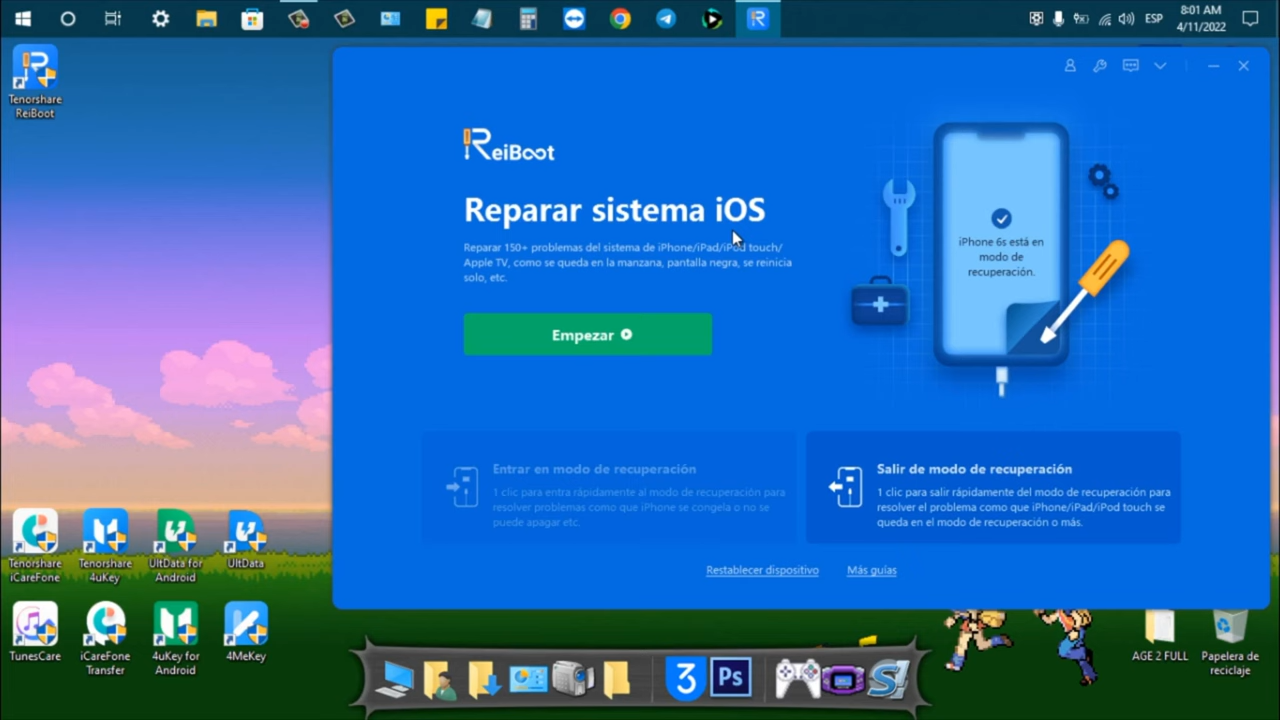 ESP
8:01 AM
4/11/2022
Tenorshare
ReiBoot
ReiBoot
Reparar sistema iOS
Reparar 150+ problemas del sistema de iPhone/iPad/iPod touch/
Apple TV, como se queda en la manzana, pantalla negra, se reinicia
solo, etc.
Empezar
iPhone 6s está en
modo de
recuperación.
Entrar en modo de recuperación
1 clic para entra rápidamente al modo de recuperación para
resolver problemas como que iPhone se congela o no se
puede apagar etc.
Salir de modo de recuperación
1 clic para salir rápidamente del modo de recuperación para
resolver el problema como que iPhone/iPad/iPod touch se
queda en el modo de recuperación o más.
Restablecer dispositivo
Más guías
Tenorshare
iCareFone
Tenorshare
4uKey
UltData for
Android
UltData
TunesCare
iCareFone
Transfer
4uKey for
Android
4MeKey
3
Ps
AGE 2 FULL
Papelera de
reciclaje